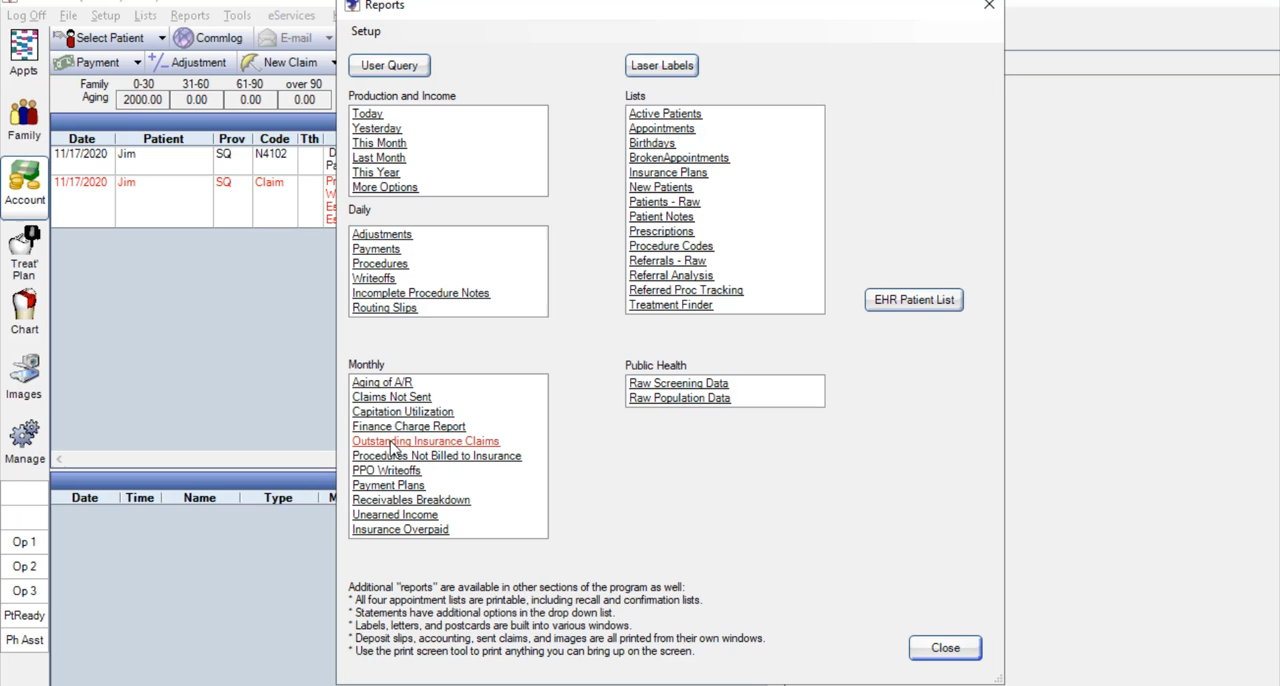 Reports
Log Off File Setup Lists Reports Tools eServices
Setup
Select Patient Commlog E-mail
User Query
Laser Labels
Appts
Payment Adjustment New Claim
Family 0-30 31-60 61-90 over 90
Aging 2000.00 0.00 0.00 0.00
Family
Date Patient Prov Code Tth
11/17/2020 Jim SQ N4102 D
Pa
11/17/2020 Jim SQ Claim Pr
W
Es
Es
Account
Treat'
Plan
Chart
Images
Manage
Date Time Name Type M
Op 1
Op 2
Op 3
PtReady
Ph Asst
Production and Income
Today
Yesterday
This Month
Last Month
This Year
More Options
Daily
Adjustments
Payments
Procedures
Writeoffs
Incomplete Procedure Notes
Routing Slips
Monthly
Aging of A/R
Claims Not Sent
Capitation Utilization
Finance Charge Report
Outstanding Insurance Claims
Procedures Not Billed to Insurance
PPO Writeoffs
Payment Plans
Receivables Breakdown
Unearned Income
Insurance Overpaid
Lists
Active Patients
Appointments
Birthdays
BrokenAppointments
Insurance Plans
New Patients
Patients - Raw
Patient Notes
Prescriptions
Procedure Codes
Referrals - Raw
Referral Analysis
Referred Proc Tracking
Treatment Finder
EHR Patient List
Public Health
Raw Screening Data
Raw Population Data
Additional "reports" are available in other sections of the program as well:
* All four appointment lists are printable, including recall and confirmation lists.
* Statements have additional options in the drop down list.
* Labels, letters, and postcards are built into various windows.
* Deposit slips, accounting, sent claims, and images are all printed from their own windows.
* Use the print screen tool to print anything you can bring up on the screen.
Close